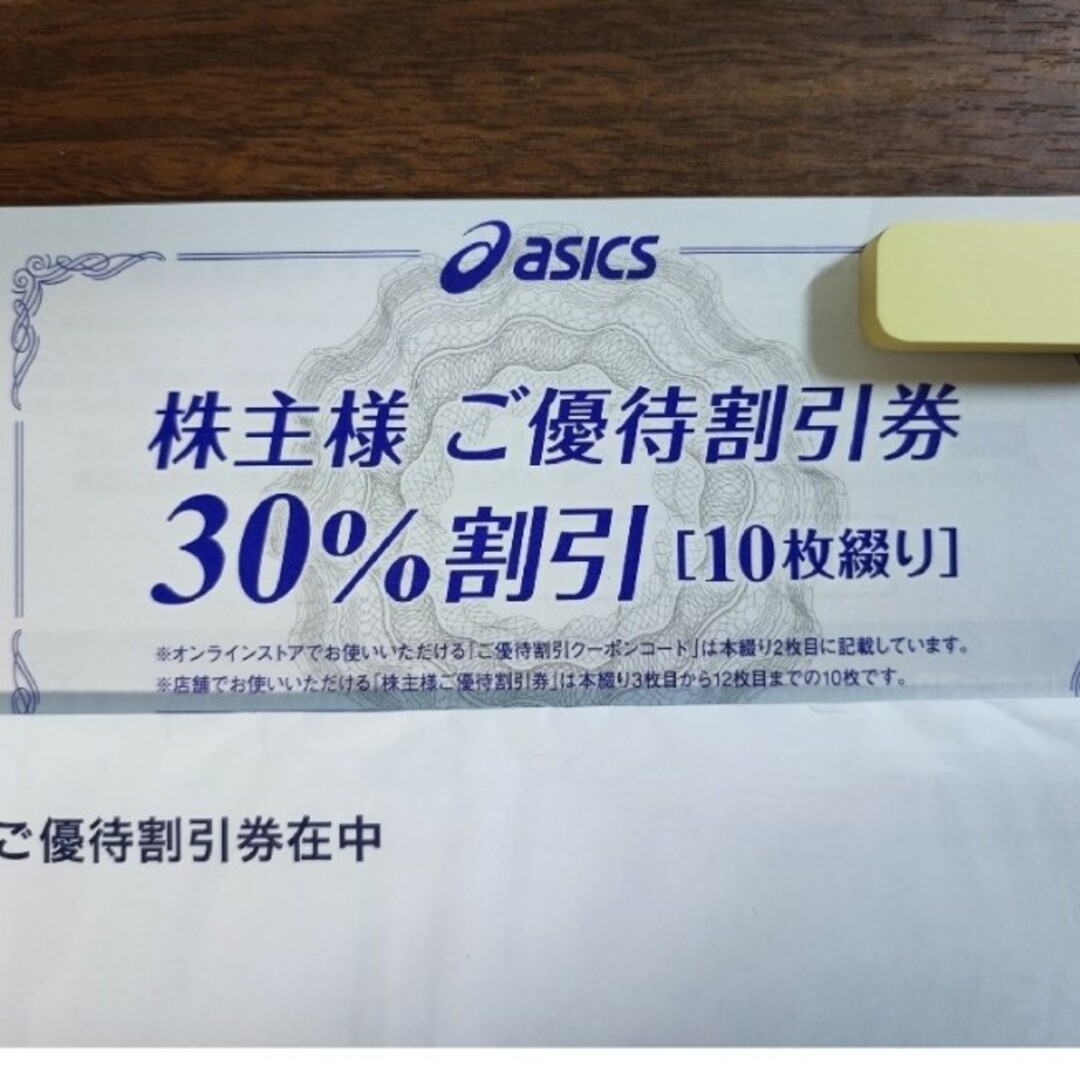 asics
株主様 ご優待割引券
30%割引 [10枚綴り]
※オンラインストアでお使いいただける「ご優待割引クーポンコード」は本綴り2枚目に記載しています。
※店舗でお使いいただける「株主様ご優待割引券」は本綴り3枚目から12枚目までの10枚です。
ご優待割引券在中